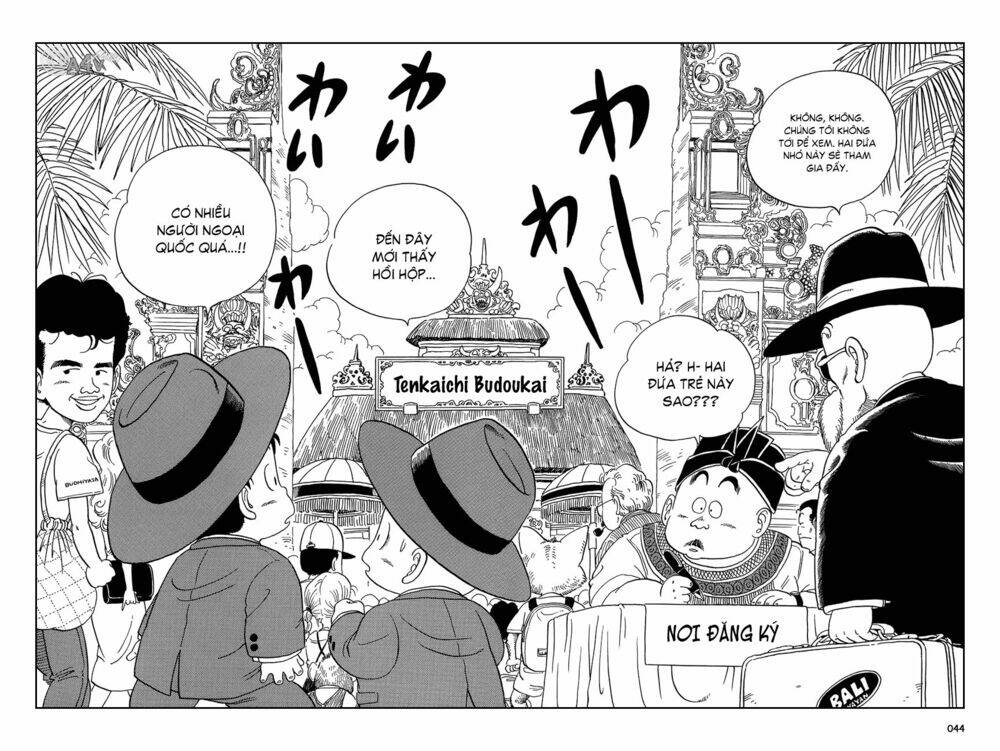 KHÔNG, KHÔNG.
CHÚNG TÔI KHÔNG
TỚI ĐỂ XEM. HAI ĐỨA
NHỎ NÀY SẼ THAM
GIA ĐẤY.
わー
わー
わい
わい
わー
CÓ NHIỀU
NGƯỜI NGOẠI
QUỐC QUÁ...!!
ĐẾN ĐÂY
MỚI THẤY
HỒI HỘP...
HẢ? H- HAI
ĐỨA TRẺ NÀY
SAO???
Tenkaichi Budoukai
BUDHIYASA
NƠI ĐĂNG KÝ
BALI
044